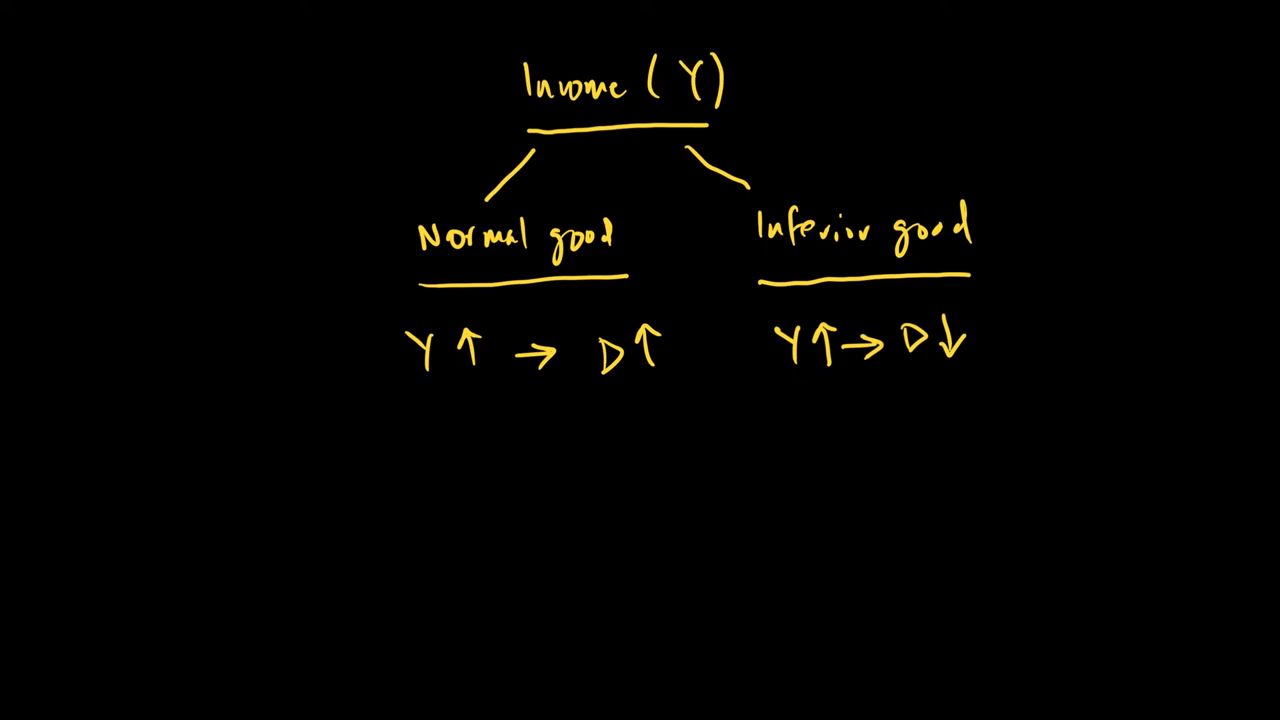 Income (Y)
Normal good
Inferior good
Y ↑ → D ↑
Y ↑ → D ↓